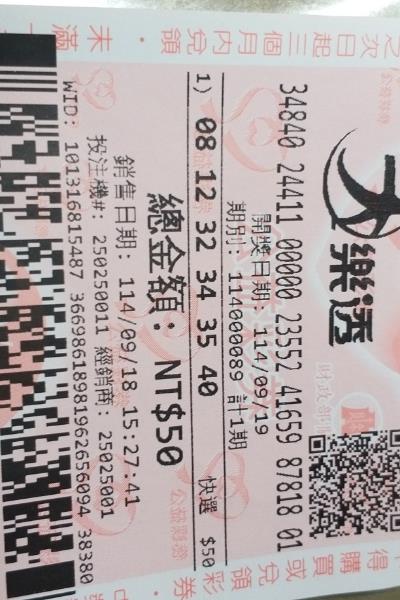 大樂透
34840 24411 00000 23552 41659 87818 01
開獎日期:114/09/19
期別:114000089 計1期
1) 08 12 32 34 35 40 快選 $50
總金額: NT$50
銷售日期: 114/09/18 15:27:41
投注機#: 250250011 經銷商: 25025001
WID: 101316815487 36698618981962656094 38380